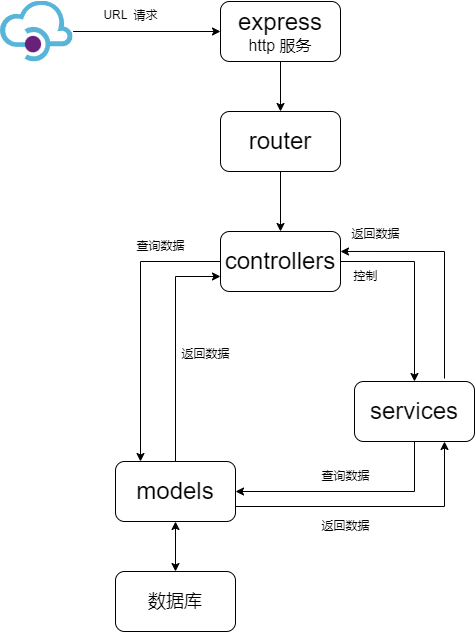 URL 请求
express
http 服务
router
返回数据
查询数据
controllers
控制
返回数据
services
查询数据
models
返回数据
数据库